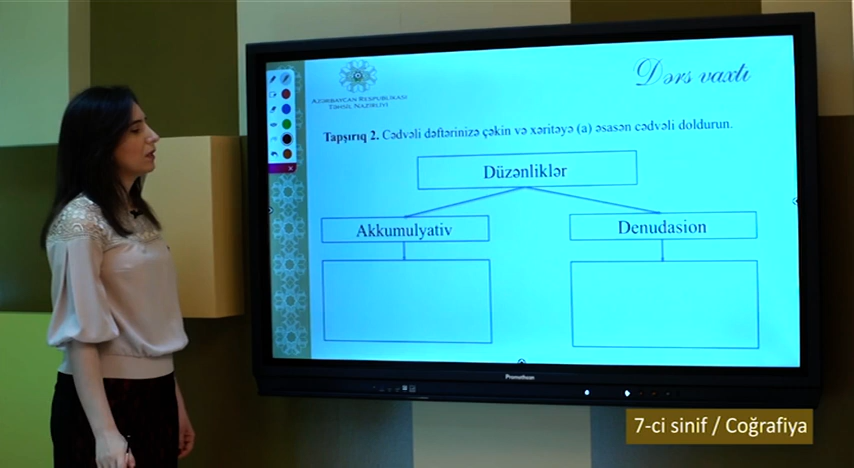 Dərs vaxtı
AZƏRBAYCAN RESPUBLİKASI
TƏHSİL NAZİRLİYİ
Tapşırıq 2. Cədvəli dəftərinizə çəkin və xəritəyə (a) əsasən cədvəli doldurun.
Düzənliklər
Akkumulyativ
Denudasion
Promethean
7-ci sinif / Coğrafiya